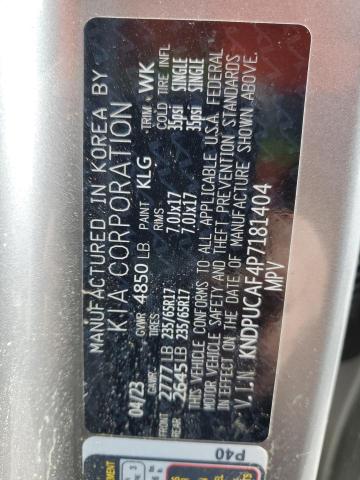 MANUFACTURED IN KOREA BY
KIA CORPORATION
04/23 GVWR 4850 LB PAINT KLG TRIM WK
GAWR: TIRES: RIMS COLD TIRE INFL
FRONT 2777 LB 235/65R17 7.0Jx17 35psi SINGLE
REAR 2645 LB 235/65R17 7.0Jx17 35psi SINGLE
THIS VEHICLE CONFORMS TO ALL APPLICABLE U.S.A. FEDERAL
MOTOR VEHICLE SAFETY AND THEFT PREVENTION STANDARDS
IN EFFECT ON THE DATE OF MANUFACTURE SHOWN ABOVE.
V.I.N. KNDPUCAF4P7181404
MPV
P40